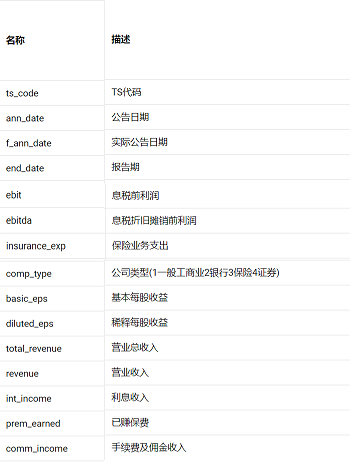 名称 描述
ts_code TS代码
ann_date 公告日期
f_ann_date 实际公告日期
end_date 报告期
ebit 息税前利润
ebitda 息税折旧摊销前利润
insurance_exp 保险业务支出
comp_type 公司类型(1一般工商业2银行3保险4证券)
basic_eps 基本每股收益
diluted_eps 稀释每股收益
total_revenue 营业总收入
revenue 营业收入
int_income 利息收入
prem_earned 已赚保费
comm_income 手续费及佣金收入